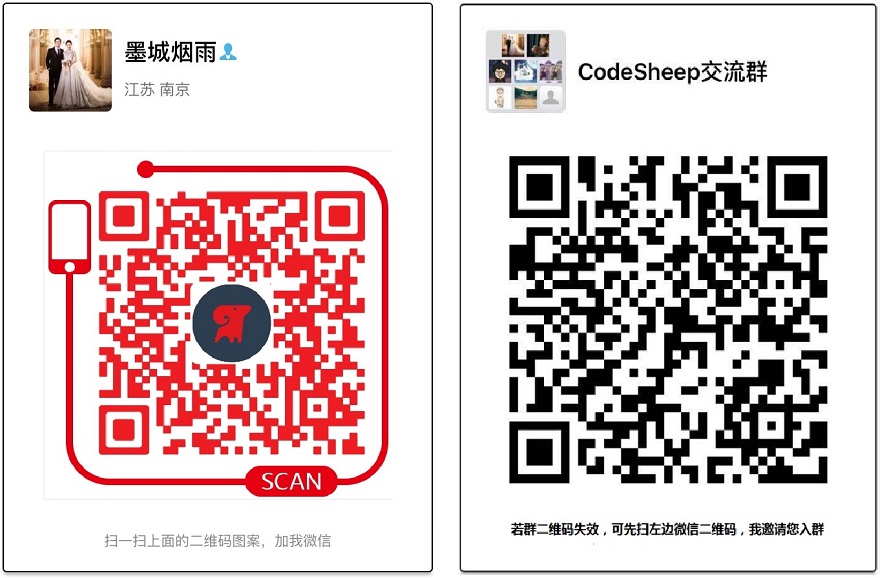 墨城烟雨
江苏 南京
SCAN
扫一扫上面的二维码图案，加我微信
CodeSheep交流群
若群二维码失效，可先扫左边微信二维码，我邀请您入群